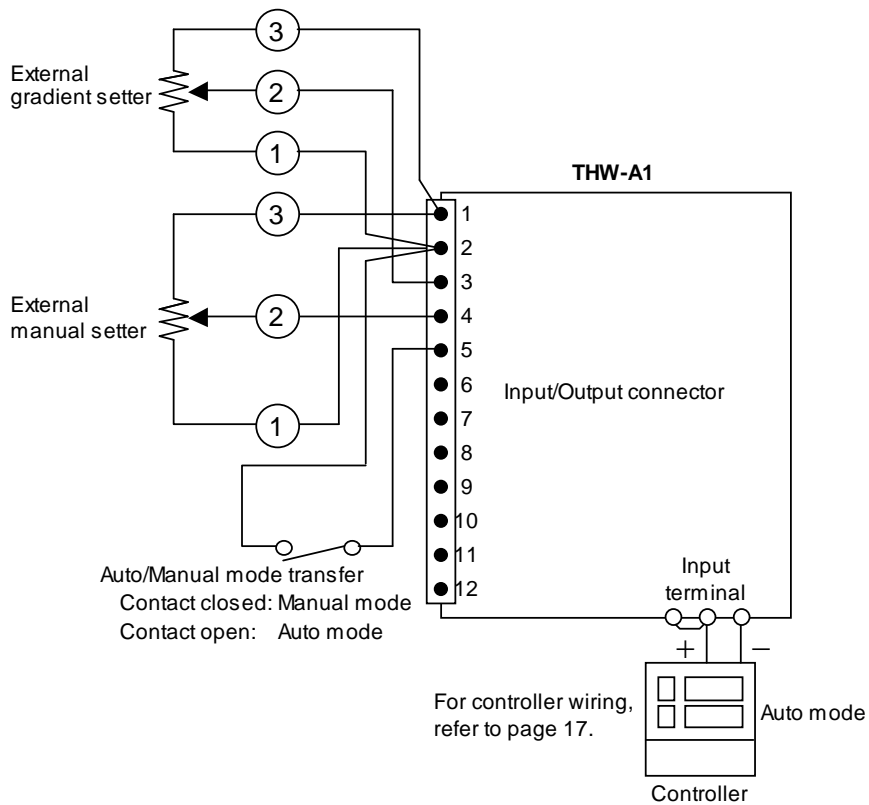 3
External
gradient setter
2
1
THW-A1
3
1
2
3
External
manual setter
2
4
5
6
Input/Output connector
7
1
8
9
10
11
12
Auto/Manual mode transfer
Contact closed: Manual mode
Contact open: Auto mode
Input
terminal
+ −
For controller wiring,
refer to page 17.
Auto mode
Controller